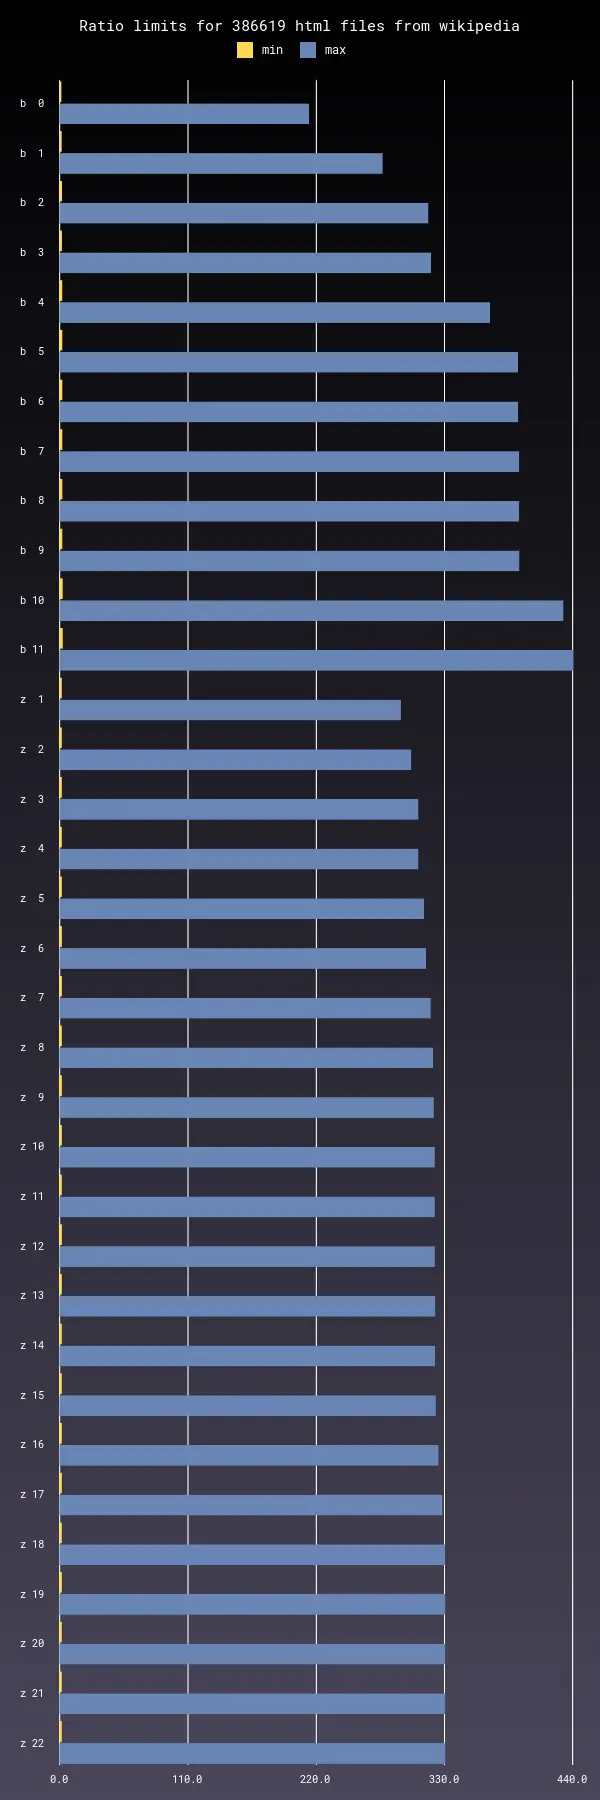 Ratio limits for 386619 html files from wikipedia
min max
b 0
b 1
b 2
b 3
b 4
b 5
b 6
b 7
b 8
b 9
b 10
b 11
z 1
z 2
z 3
z 4
z 5
z 6
z 7
z 8
z 9
z 10
z 11
z 12
z 13
z 14
z 15
z 16
z 17
z 18
z 19
z 20
z 21
z 22
0.0 110.0 220.0 330.0 440.0